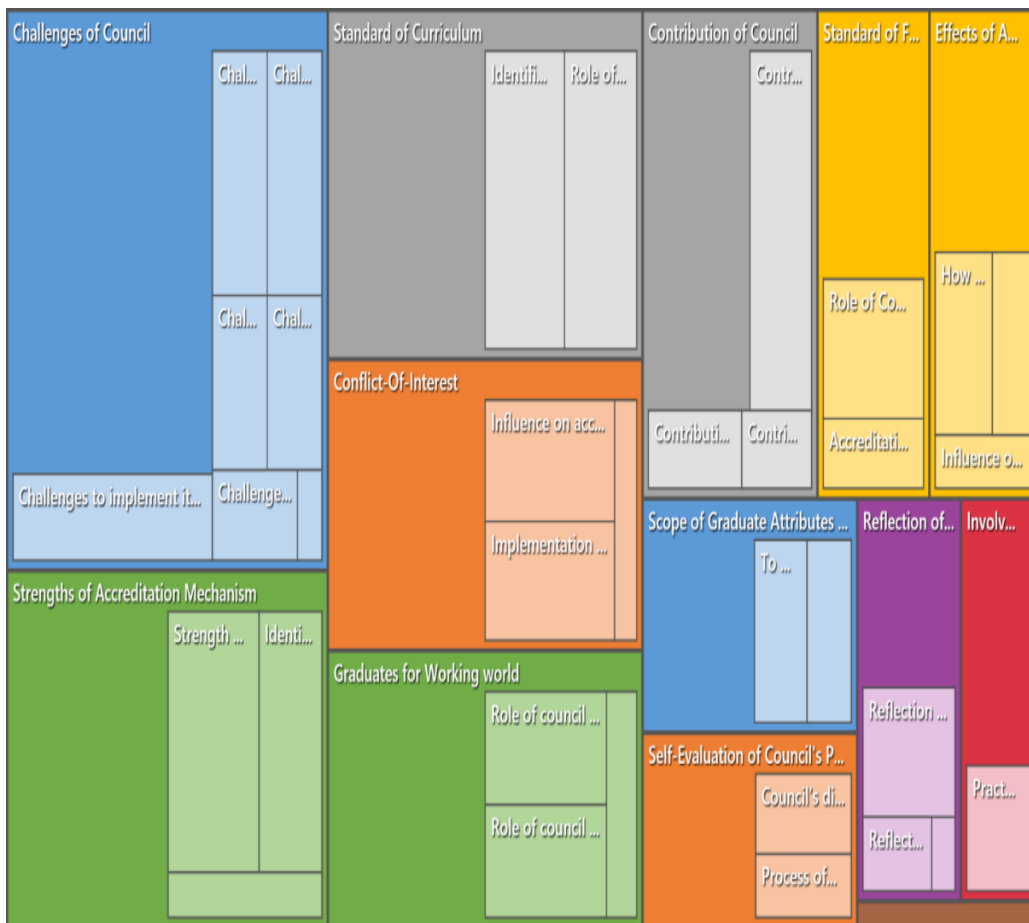 Challenges of Council
Chal...
Chal...
Chal...
Chal...
Challenges to implement it...
Challenge...
Strengths of Accreditation Mechanism
Strength ...
Identi...
Standard of Curriculum
Identifi...
Role of...
Conflict-Of-Interest
Influence on acc...
Implementation ...
Graduates for Working world
Role of council ...
Role of council ...
Contribution of Council
Contr...
Contributi...
Contri...
Standard of F...
Role of Co...
Accreditati...
Effects of A...
How ...
Influence o...
Scope of Graduate Attributes ...
To ...
Self-Evaluation of Council's P...
Council's di...
Process of...
Reflection of...
Reflection ...
Reflect...
Involv...
Pract...